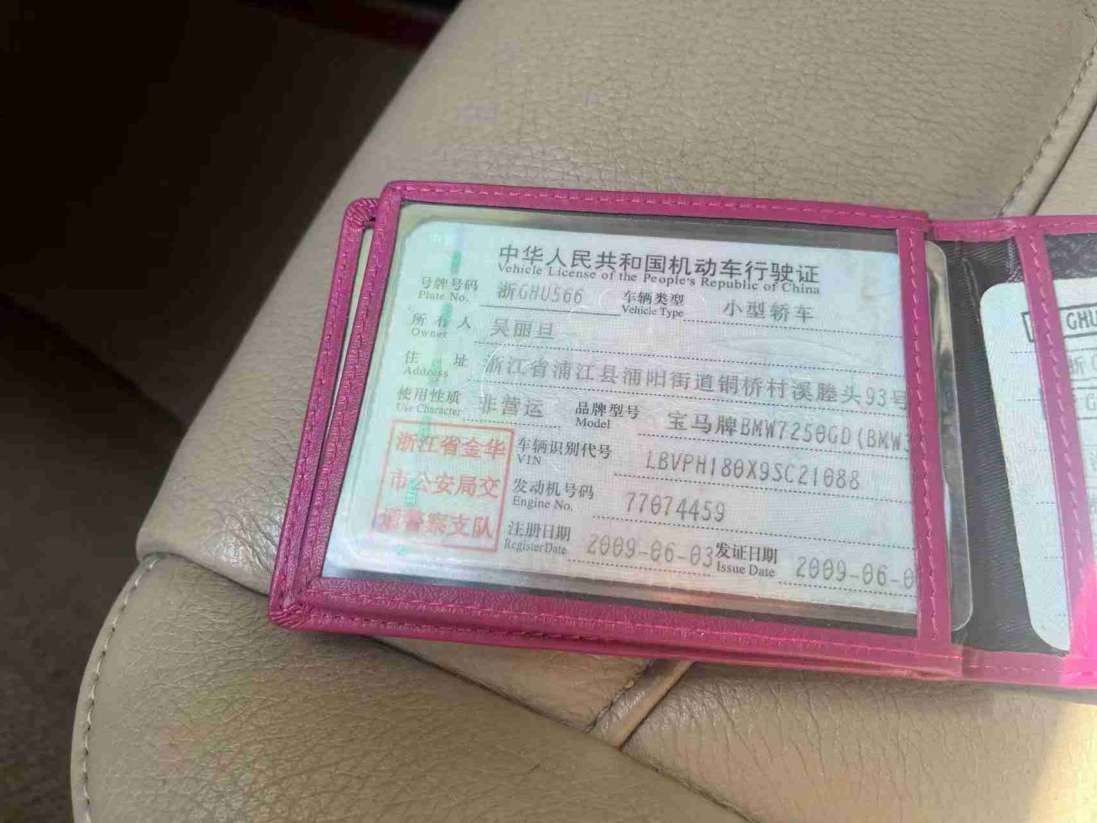 中华人民共和国机动车行驶证
Vehicle License of the People's Republic of China
号牌号码 浙GHU566 车辆类型 小型轿车
Plate No. Vehicle Type
所有人 吴丽旦
Owner
住址 浙江省浦江县浦阳街道铜桥村溪塍头93号
Address
使用性质 非营运 品牌型号 宝马牌BMW7250GD(BMW3
Use Character Model
浙江省金华
市公安局交
通警察支队
车辆识别代号 LBVPH180X9SC21088
VIN
发动机号码 77074459
Engine No.
注册日期 2009-06-03 发证日期 2009-06-0
Register Date Issue Date
GHU